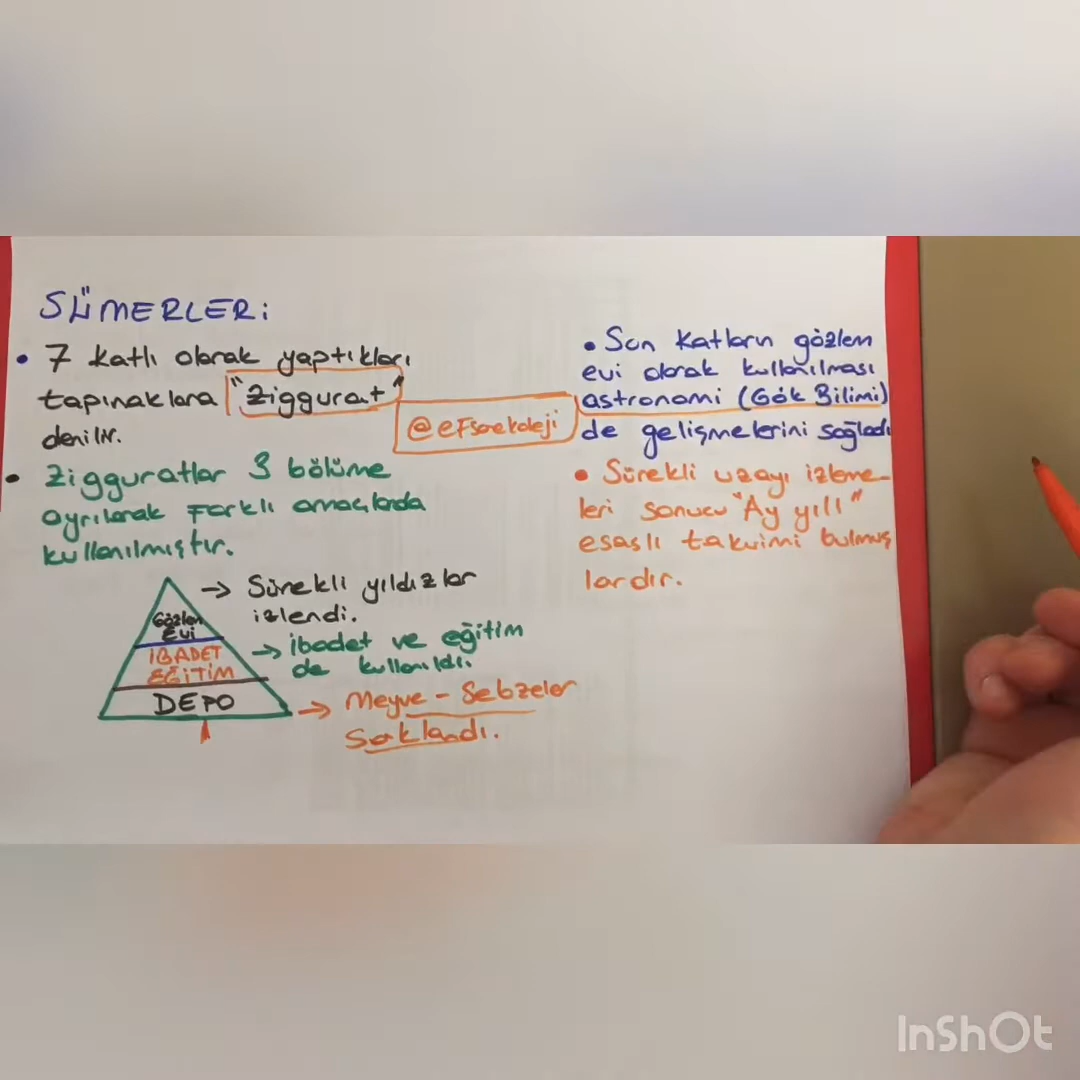 SÜMERLER:
• 7 katlı olarak yaptıkları
tapınaklara "Ziggurat"
denilir.
• Zigguratlar 3 bölüme
ayrılarak farklı amaçlarda
kullanılmıştır.
Gözlem
Evi
→ Sürekli yıldızlar
izlendi.
İBADET
EĞİTİM
→ İbadet ve eğitim
de kullanıldı.
DEPO
→ Meyve - Sebzeler
Saklandı.
@efsanekoleji
• Son katların gözlem
evi olarak kullanılması
astronomi (Gök Bilimi)
de gelişmelerini sağladı
• Sürekli uzayı izleme-
leri sonucu "Ay yılı"
esaslı takvimi bulmuş
lardır.
InShOt